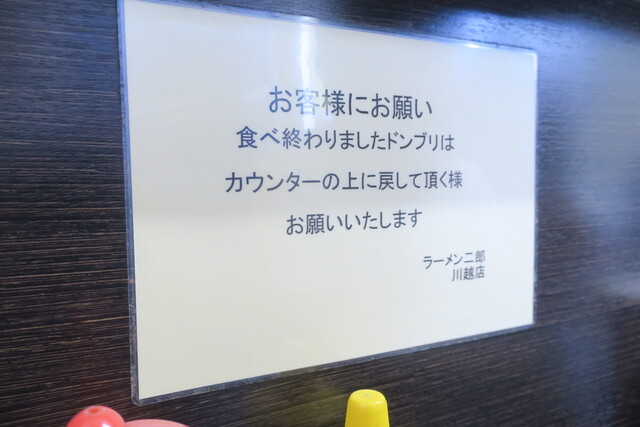 お客様にお願い
食べ終わりましたドンブリは
カウンターの上に戻して頂く様
お願いいたします
ラーメン二郎
川越店